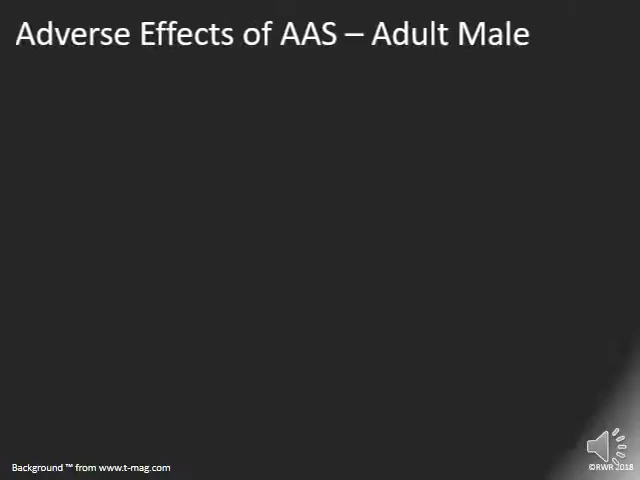 Adverse Effects of AAS – Adult Male
Background ™ from www.t-mag.com
©RWR 2018